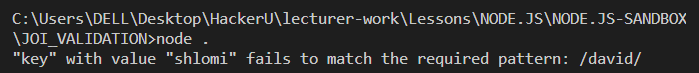 C:\Users\DELL\Desktop\HackerU\lecturer-work\Lessons\NODE.JS\NODE.JS-SANDBOX
\JOI_VALIDATION>node .
"key" with value "shlomi" fails to match the required pattern: /david/